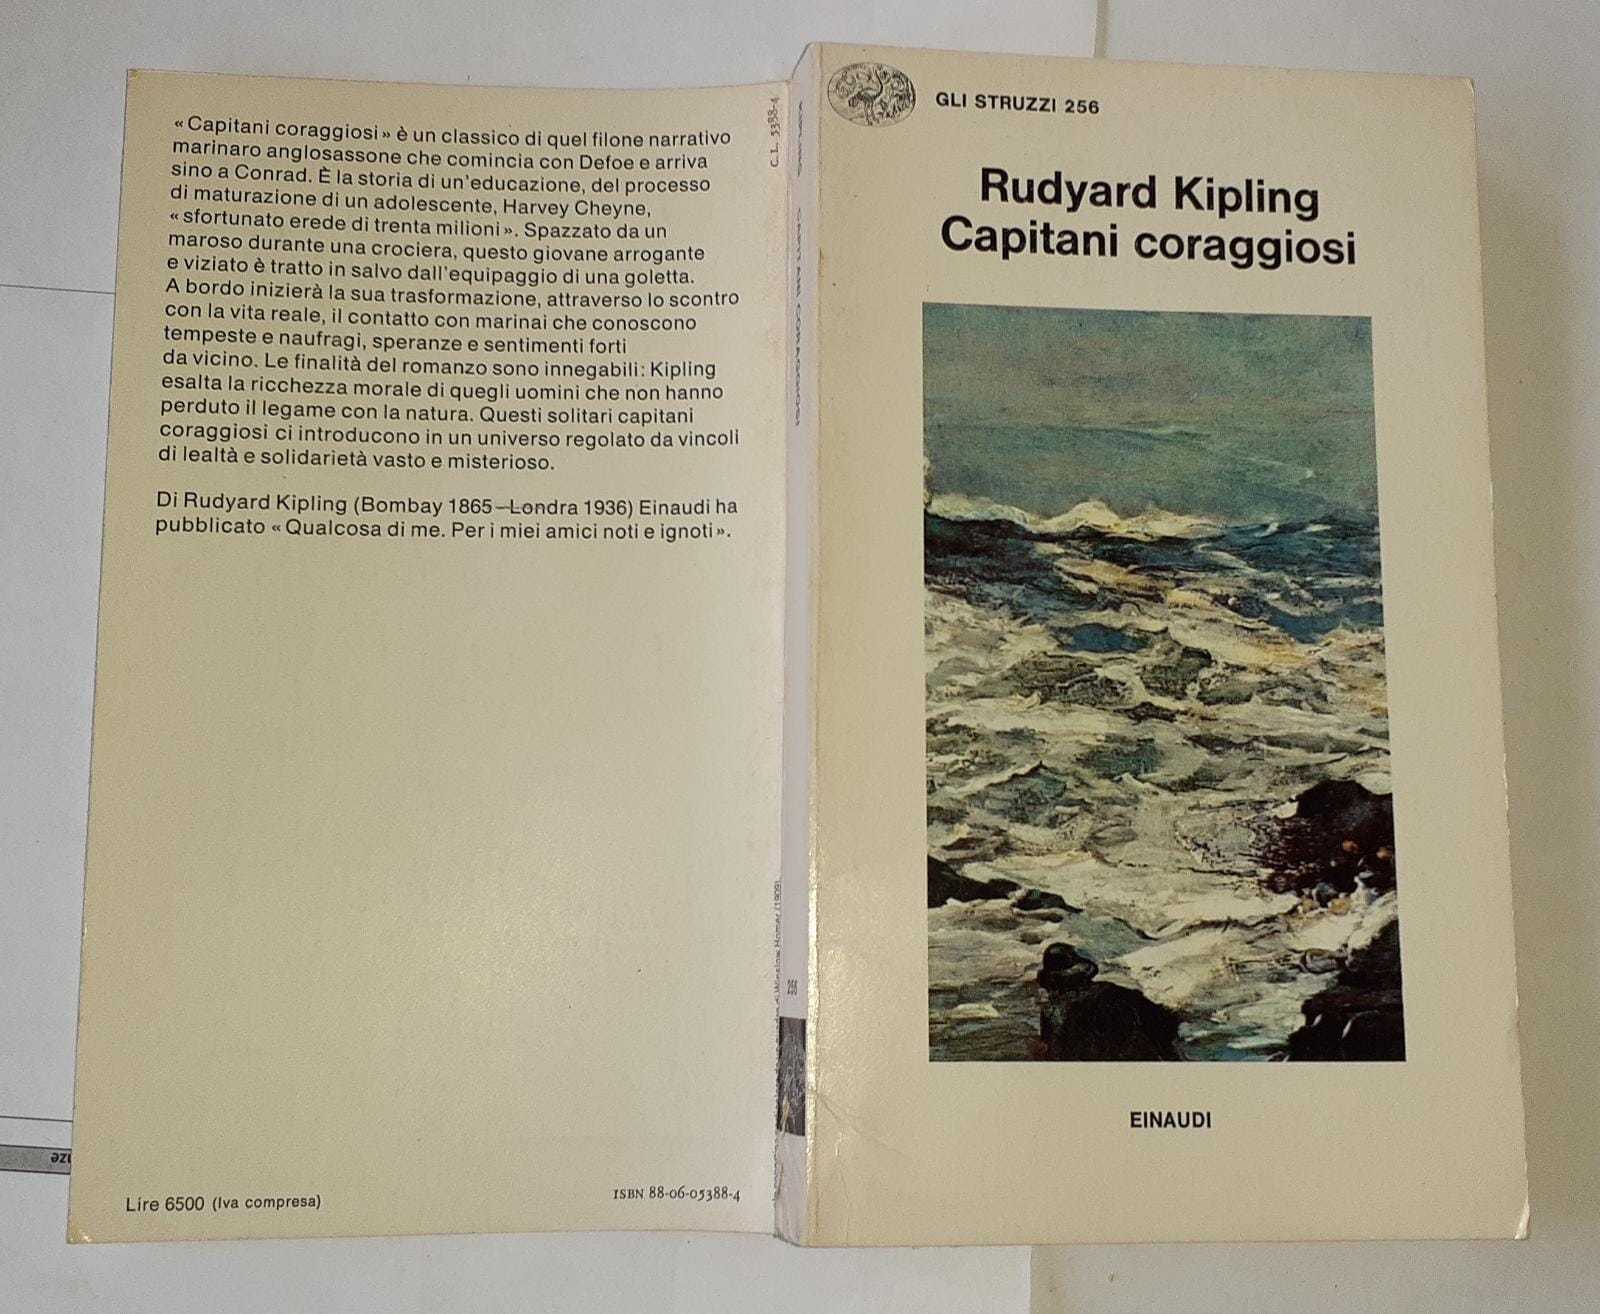 « Capitani coraggiosi » è un classico di quel filone narrativo
marinaro anglosassone che comincia con Defoe e arriva
sino a Conrad. È la storia di un'educazione, del processo
di maturazione di un adolescente, Harvey Cheyne,
« sfortunato erede di trenta milioni ». Spazzato da un
maroso durante una crociera, questo giovane arrogante
e viziato è tratto in salvo dall'equipaggio di una goletta.
A bordo inizierà la sua trasformazione, attraverso lo scontro
con la vita reale, il contatto con marinai che conoscono
tempeste e naufragi, speranze e sentimenti forti
da vicino. Le finalità del romanzo sono innegabili: Kipling
esalta la ricchezza morale di quegli uomini che non hanno
perduto il legame con la natura. Questi solitari capitani
coraggiosi ci introducono in un universo regolato da vincoli
di lealtà e solidarietà vasto e misterioso.
Di Rudyard Kipling (Bombay 1865 – Londra 1936) Einaudi ha
pubblicato « Qualcosa di me. Per i miei amici noti e ignoti ».
Lire 6500 (Iva compresa)
ISBN 88-06-05388-4
C.L. 5388-4
di Winslow Homer (1909).
CAPITANI CORAGGIOSI
256
GLI STRUZZI 256
Rudyard Kipling
Capitani coraggiosi
EINAUDI